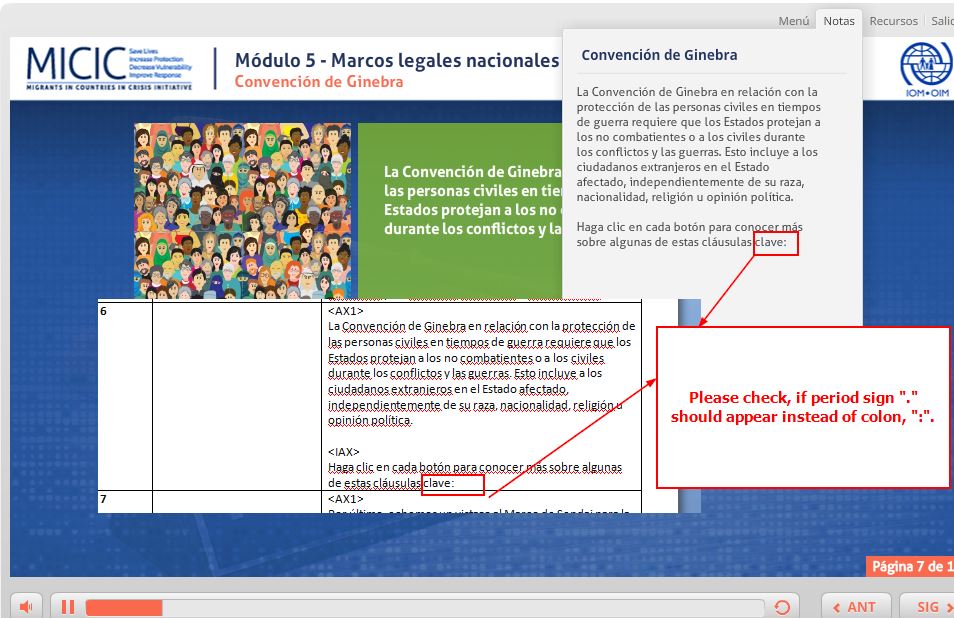 Menú
Notas
Recursos
MICIC
Save Lives
Increase Protection
Decrease Vulnerability
Improve Response
MIGRANTS IN COUNTRIES IN CRISIS INITIATIVE
Módulo 5 - Marcos legales nacionales
Convención de Ginebra
IOM•OIM
Convención de Ginebra
La Convención de Ginebra en relación con la
protección de las personas civiles en tiempos
de guerra requiere que los Estados protejan a
los no combatientes o a los civiles durante
los conflictos y las guerras. Esto incluye a los
ciudadanos extranjeros en el Estado
afectado, independientemente de su raza,
nacionalidad, religión u opinión política.
Haga clic en cada botón para conocer más
sobre algunas de estas cláusulas clave:
La Convención de Ginebra
las personas civiles en tie
Estados protejan a los no
durante los conflictos y la
6
<AX1>
La Convención de Ginebra en relación con la protección de
las personas civiles en tiempos de guerra requiere que los
Estados protejan a los no combatientes o a los civiles
durante los conflictos y las guerras. Esto incluye a los
ciudadanos extranjeros en el Estado afectado,
independientemente de su raza, nacionalidad, religión u
opinión política.
<IAX>
Haga clic en cada botón para conocer más sobre algunas
de estas cláusulas clave:
7
<AX1>
Please check, if period sign "."
should appear instead of colon, ":".
Página 7 de 1
ANT
SIG